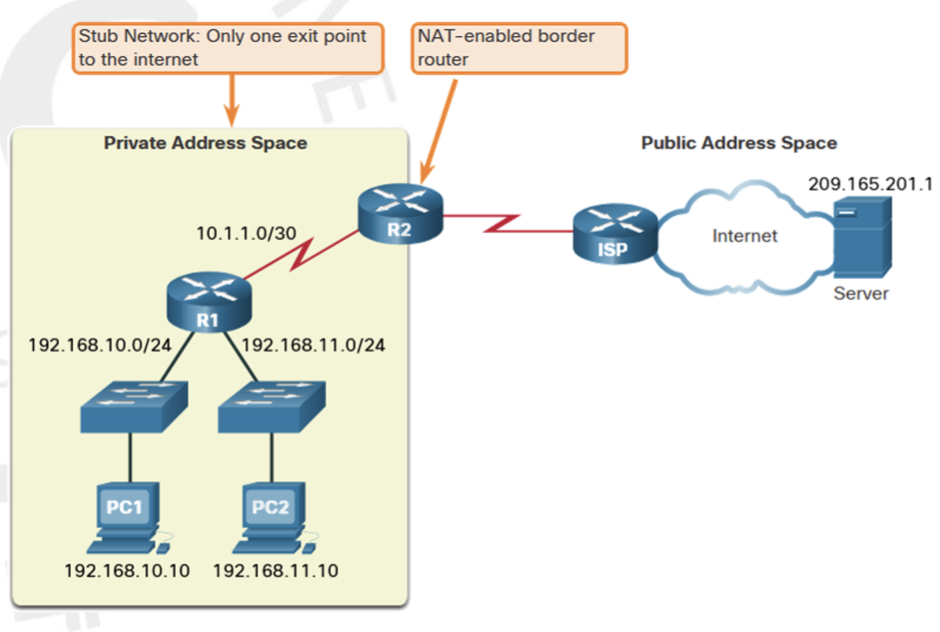 Stub Network: Only one exit point
to the internet
NAT-enabled border
router
Private Address Space
Public Address Space
209.165.201.1
R2
10.1.1.0/30
ISP
Internet
Server
R1
192.168.10.0/24
192.168.11.0/24
PC1
PC2
192.168.10.10
192.168.11.10